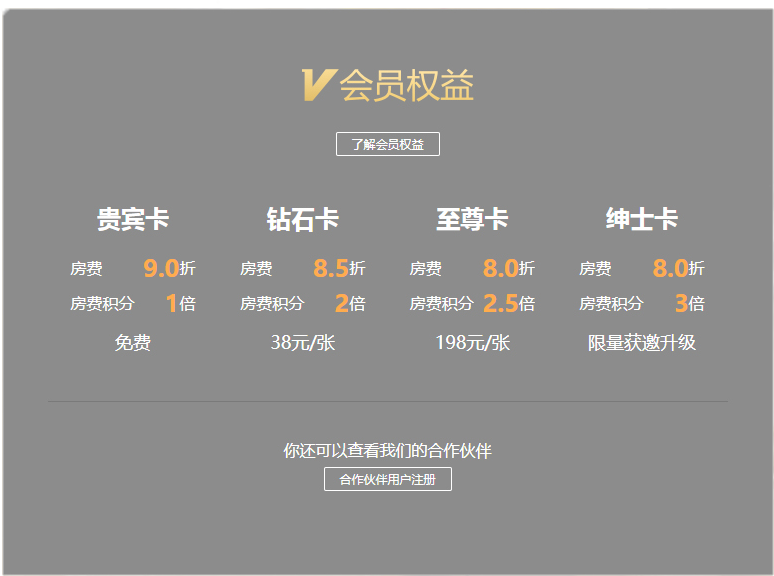 V会员权益
了解会员权益
贵宾卡 钻石卡 至尊卡 绅士卡
房费 9.0折 房费 8.5折 房费 8.0折 房费 8.0折
房费积分 1倍 房费积分 2倍 房费积分 2.5倍 房费积分 3倍
免费 38元/张 198元/张 限量获邀升级
你还可以查看我们的合作伙伴
合作伙伴用户注册